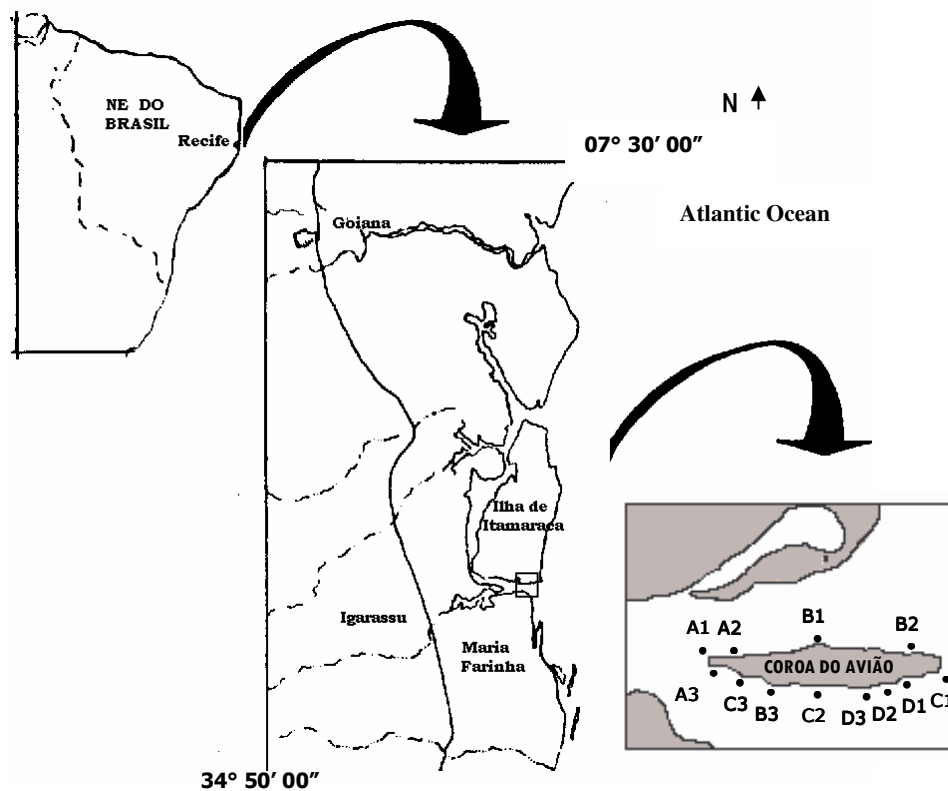 NE DO
BRASIL
Recife
N
07° 30′ 00″
Atlantic Ocean
Goiana
Ilha de
Itamaraca
Igarassu
Maria
Farinha
34° 50′ 00″
A1 A2 B1 B2
COROA DO AVIÃO
A3 C3 B3 C2 D3 D2 D1 C1